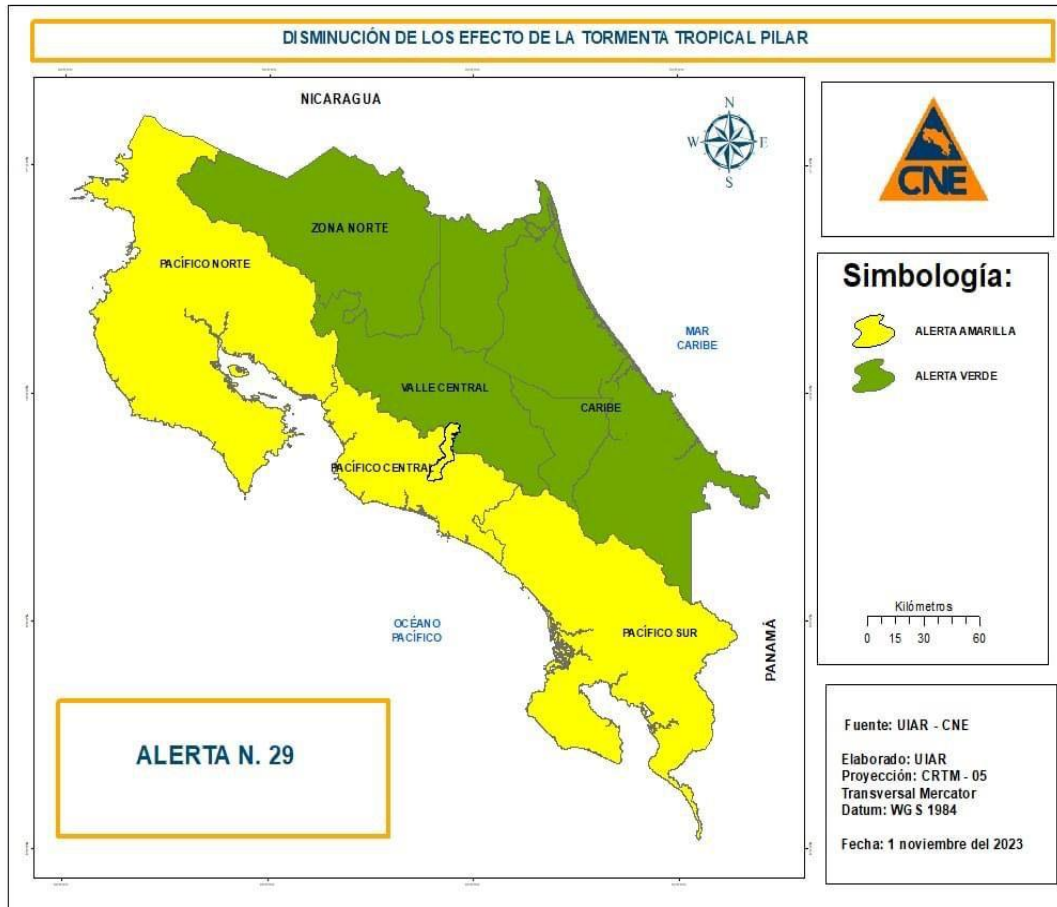 DISMINUCIÓN DE LOS EFECTO DE LA TORMENTA TROPICAL PILAR
NICARAGUA
N
W E
S
CNE
ZONA NORTE
PACÍFICO NORTE
Simbología:
ALERTA AMARILLA
ALERTA VERDE
MAR
CARIBE
VALLE CENTRAL
CARIBE
PACÍFICO CENTRAL
OCÉANO
PACÍFICO
PACÍFICO SUR
PANAMÁ
Kilómetros
0 15 30 60
ALERTA N. 29
Fuente: UIAR - CNE
Elaborado: UIAR
Proyección: CRTM - 05
Transversal Mercator
Datum: WGS 1984
Fecha: 1 noviembre del 2023